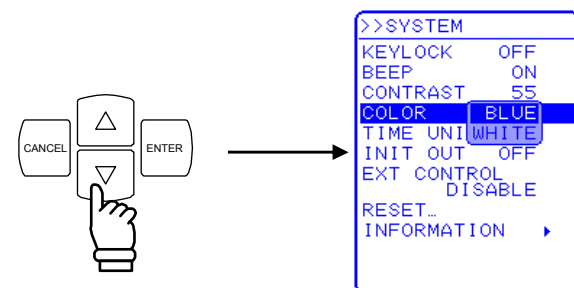 CANCEL
ENTER
>>SYSTEM
KEYLOCK OFF
BEEP ON
CONTRAST 55
COLOR BLUE
TIME UNI WHITE
INIT OUT OFF
EXT CONTROL
DISABLE
RESET…
INFORMATION